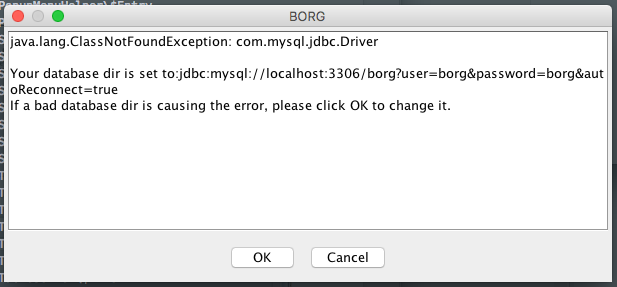 BORG
java.lang.ClassNotFoundException: com.mysql.jdbc.Driver
Your database dir is set to:jdbc:mysql://localhost:3306/borg?user=borg&password=borg&aut
oReconnect=true
If a bad database dir is causing the error, please click OK to change it.
OK
Cancel